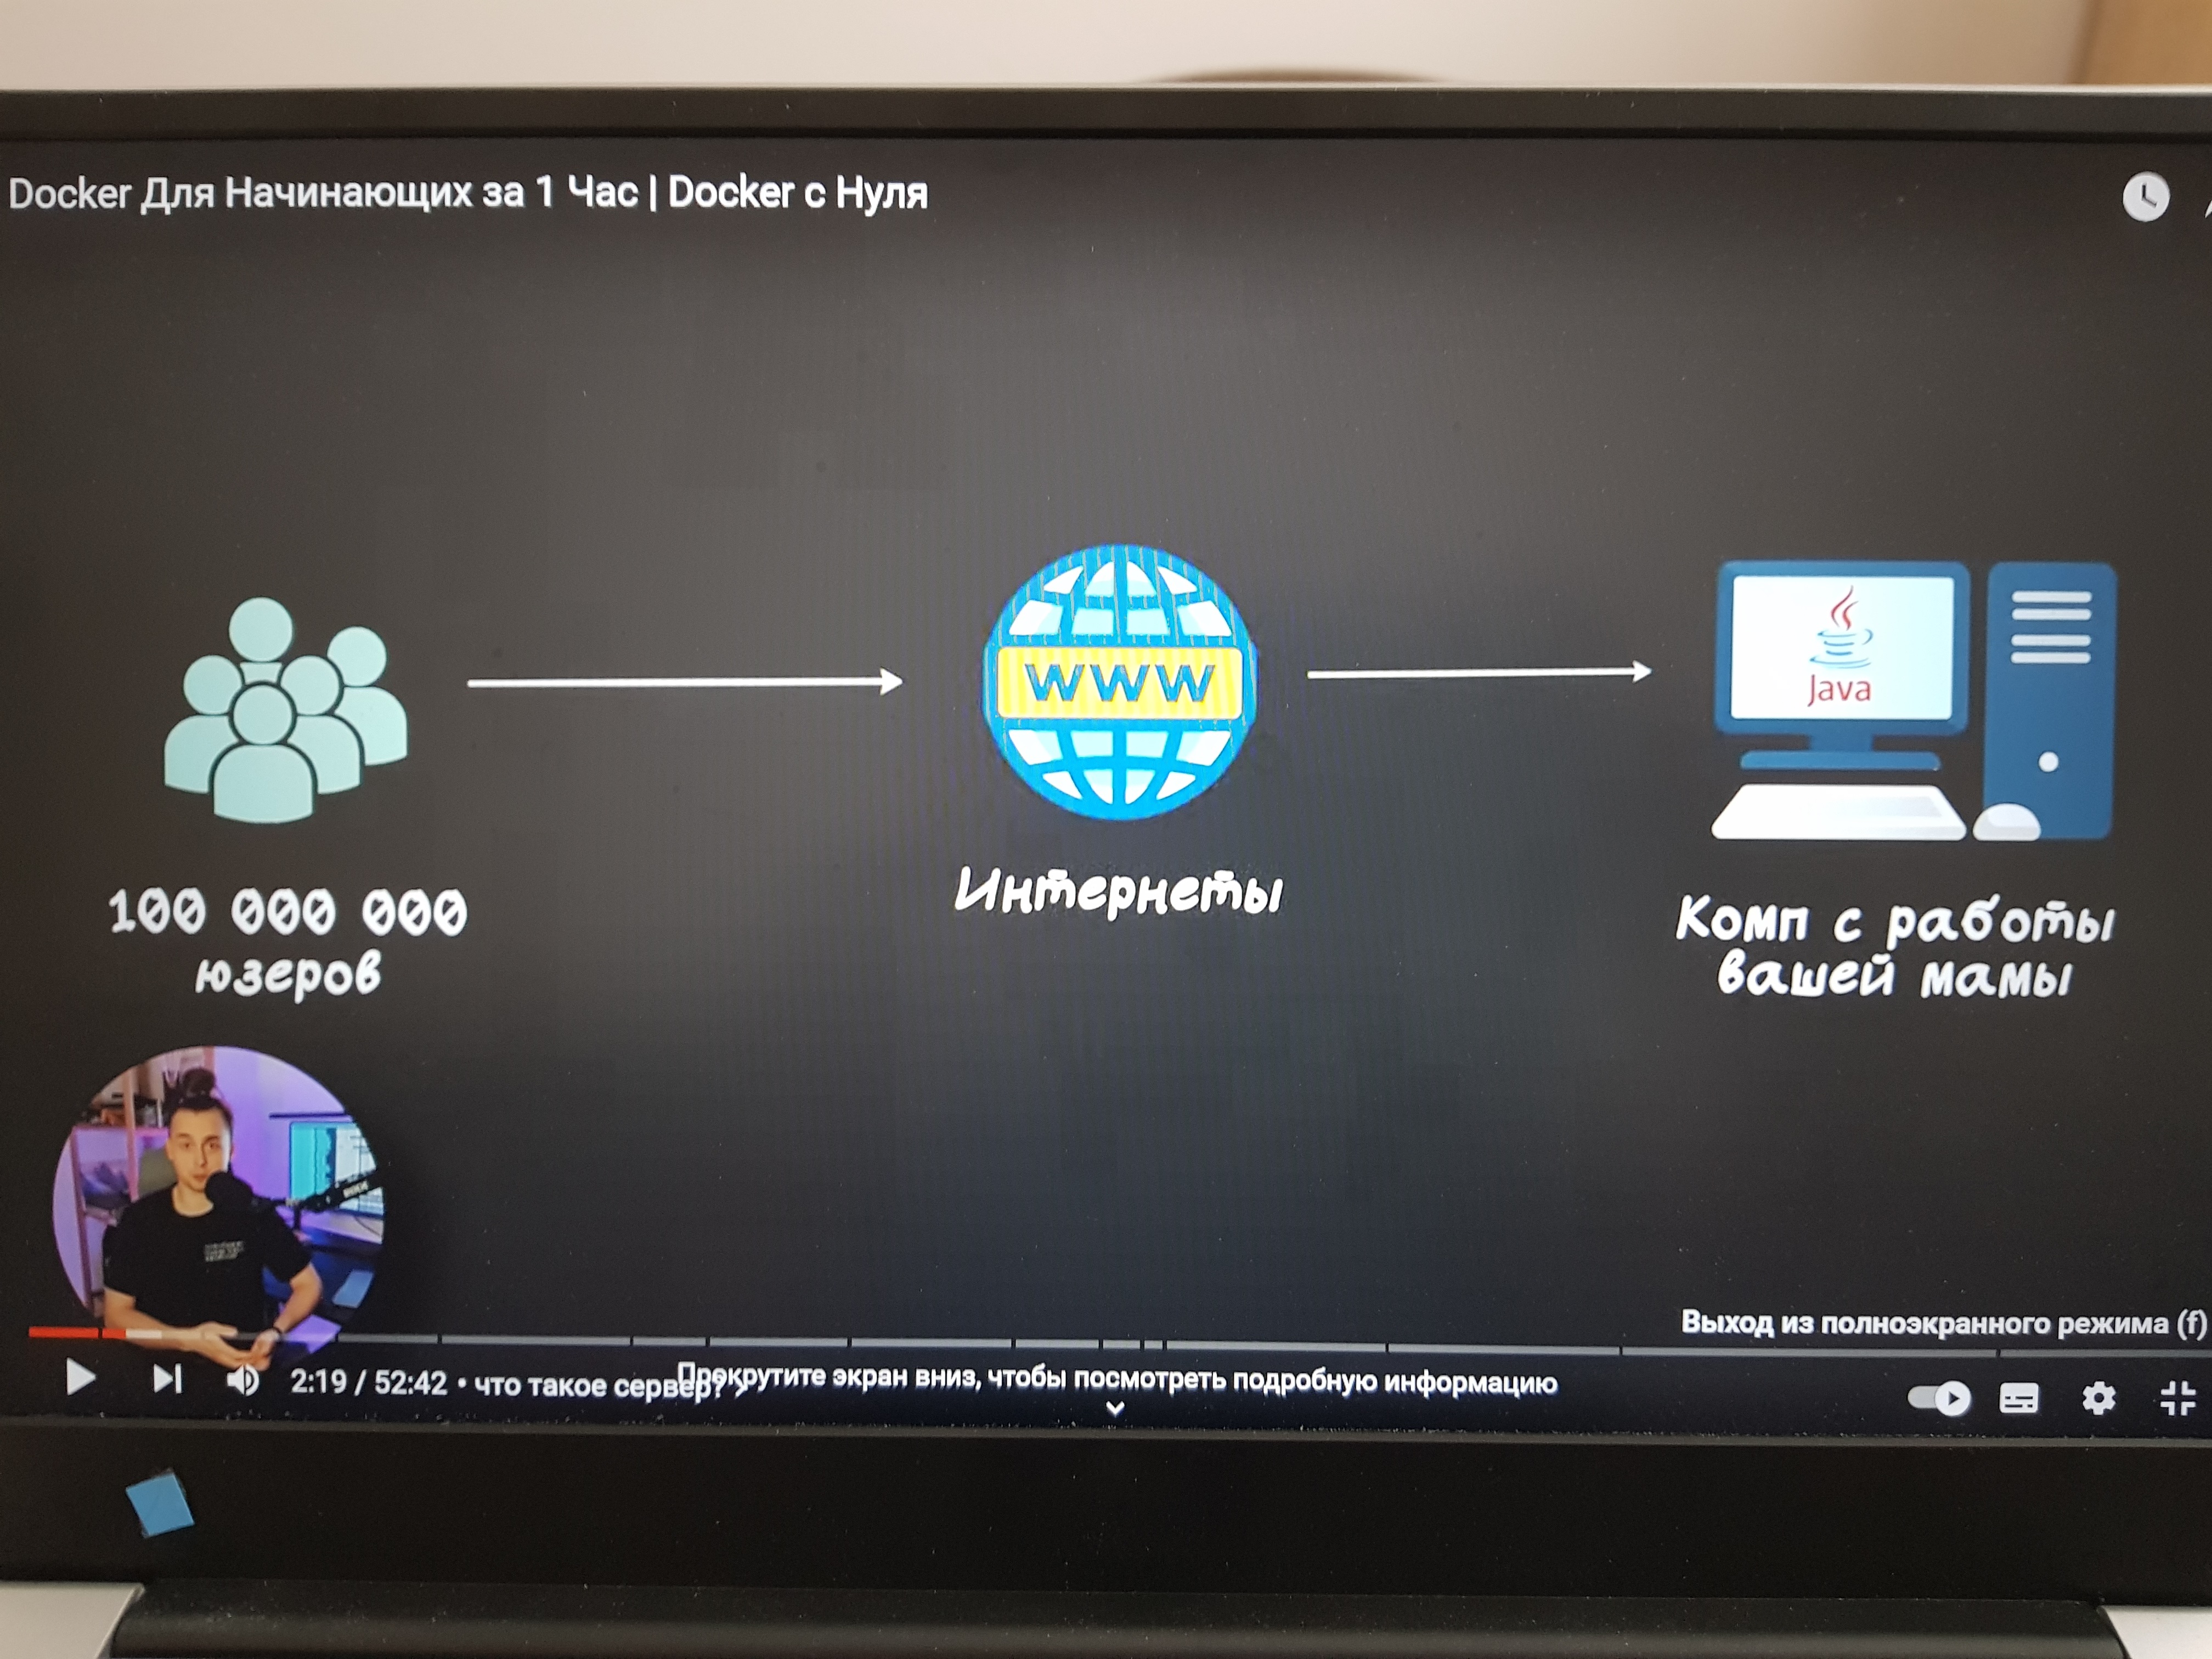 Docker Для Начинающих за 1 Час | Docker с Нуля
WWW
Java
100 000 000
юзеров
Интернеты
Комп с работы
вашей мамы
Выход из полноэкранного режима (f)
2:19 / 52:42 • что такое сервер? >
Прокрутите экран вниз, чтобы посмотреть подробную информацию